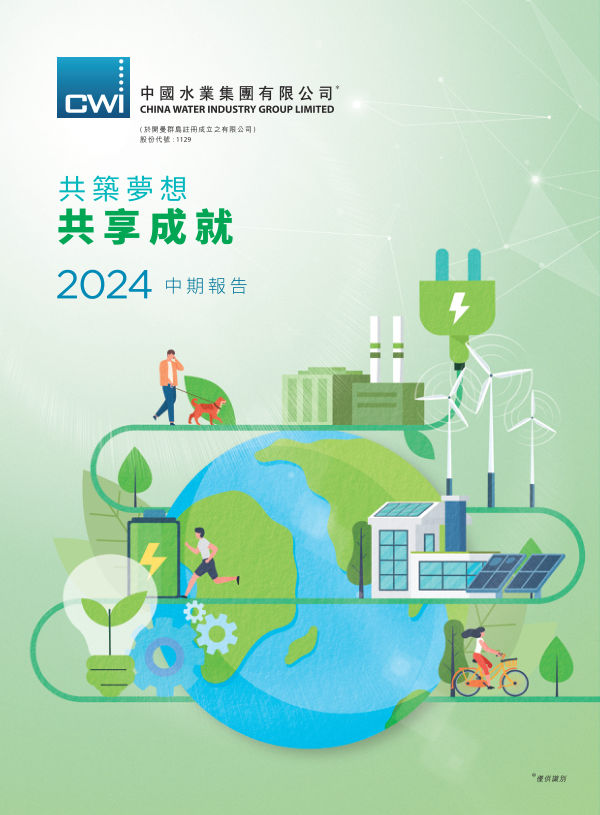 CWI
中國水業集團有限公司*
CHINA WATER INDUSTRY GROUP LIMITED
(於開曼群島註冊成立之有限公司)
股份代號 : 1129
共築夢想
共享成就
2024 中期報告
*僅供識別